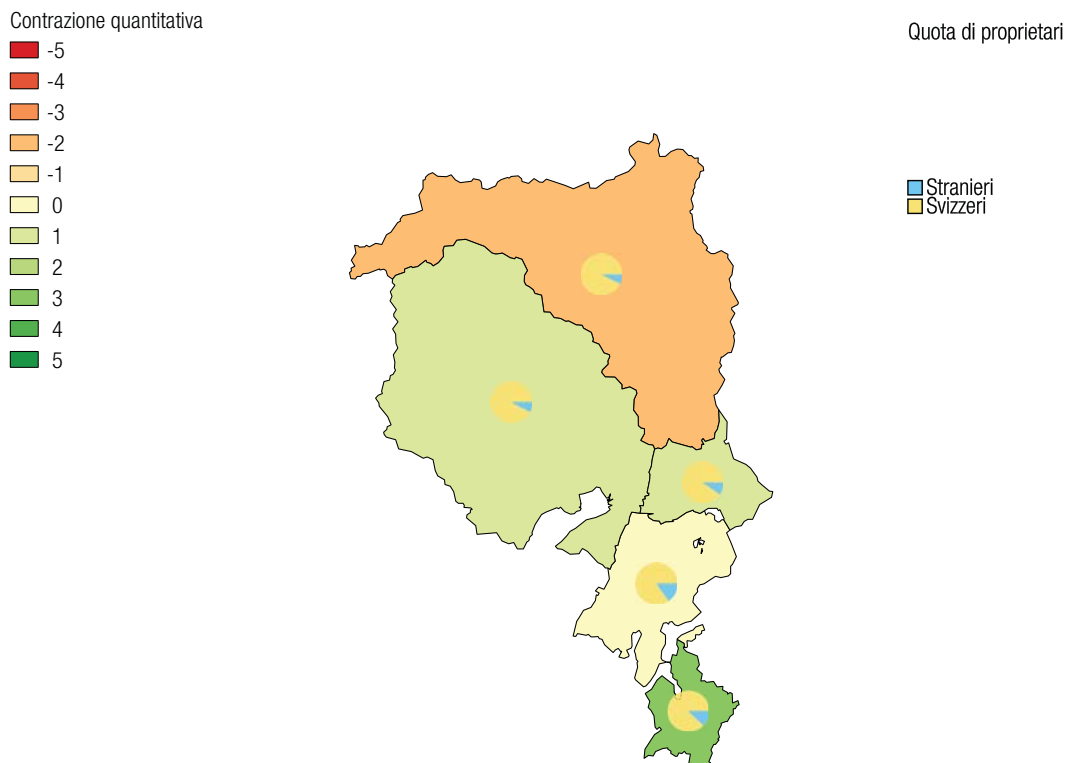 Contrazione quantitativa
-5
-4
-3
-2
-1
0
1
2
3
4
5
Quota di proprietari
Stranieri
Svizzeri